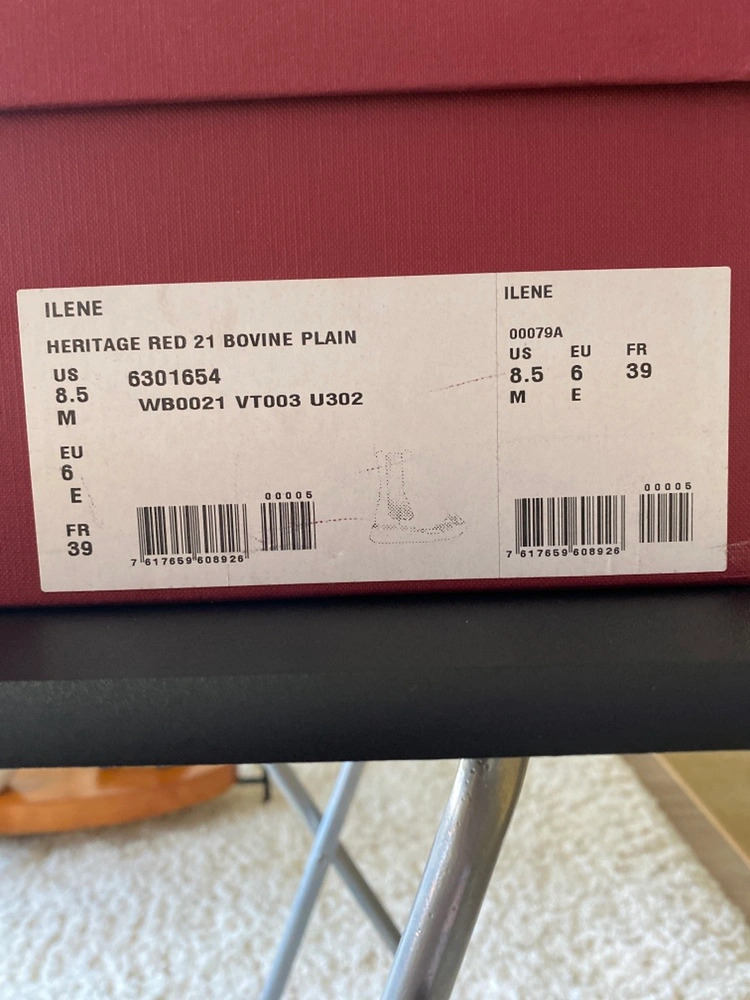 ILENE
HERITAGE RED 21 BOVINE PLAIN
US
8.5
M
6301654
WB0021 VT003 U302
EU
6
E
FR
39
00005
7 617659 608926
ILENE
00079A
US EU FR
8.5 6 39
M E
00005
7 617659 608926